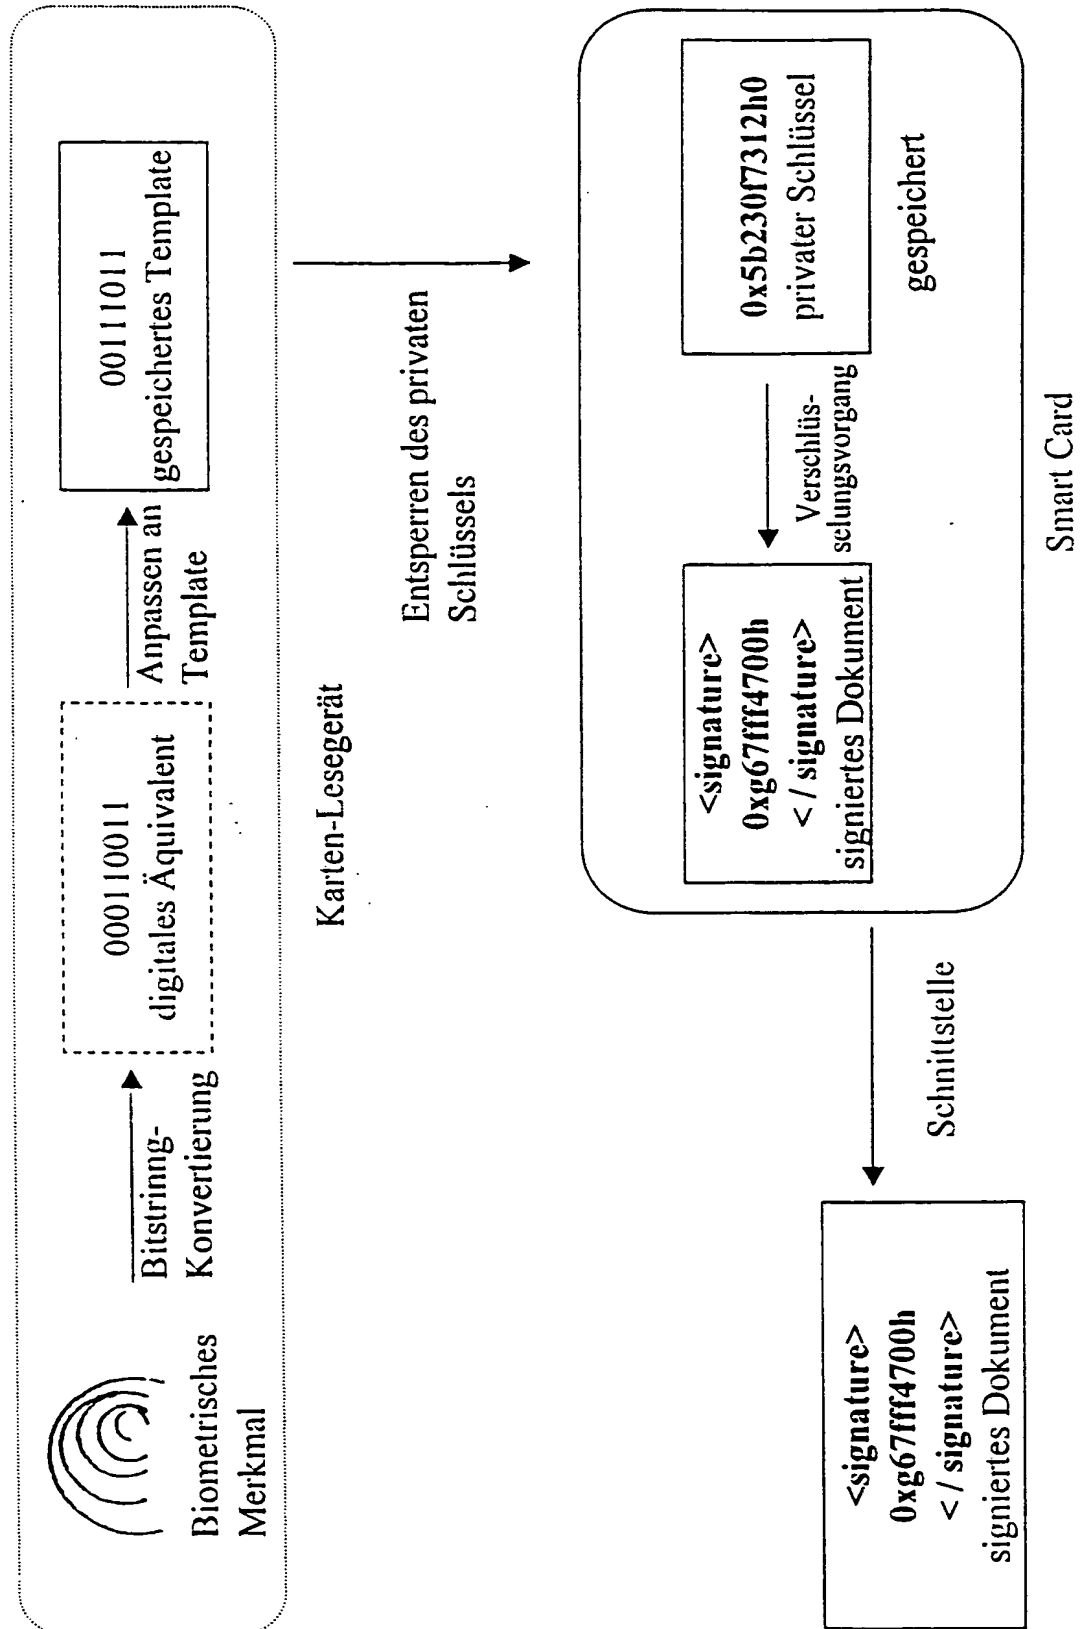 Biometrisches
Merkmal
Bitstrinng-
Konvertierung
000110011
digitales Äquivalent
Anpassen an
Template
00111011
gespeichertes Template
Karten-Lesegerät
Entsperren des privaten
Schlüssels
0x5b230f7312h0
privater Schlüssel
gespeichert
Verschlüs-
selungsvorgang
<signature>
0xg67fff4700h
< / signature>
signiertes Dokument
Smart Card
Schnittstelle
<signature>
0xg67fff4700h
< / signature>
signiertes Dokument